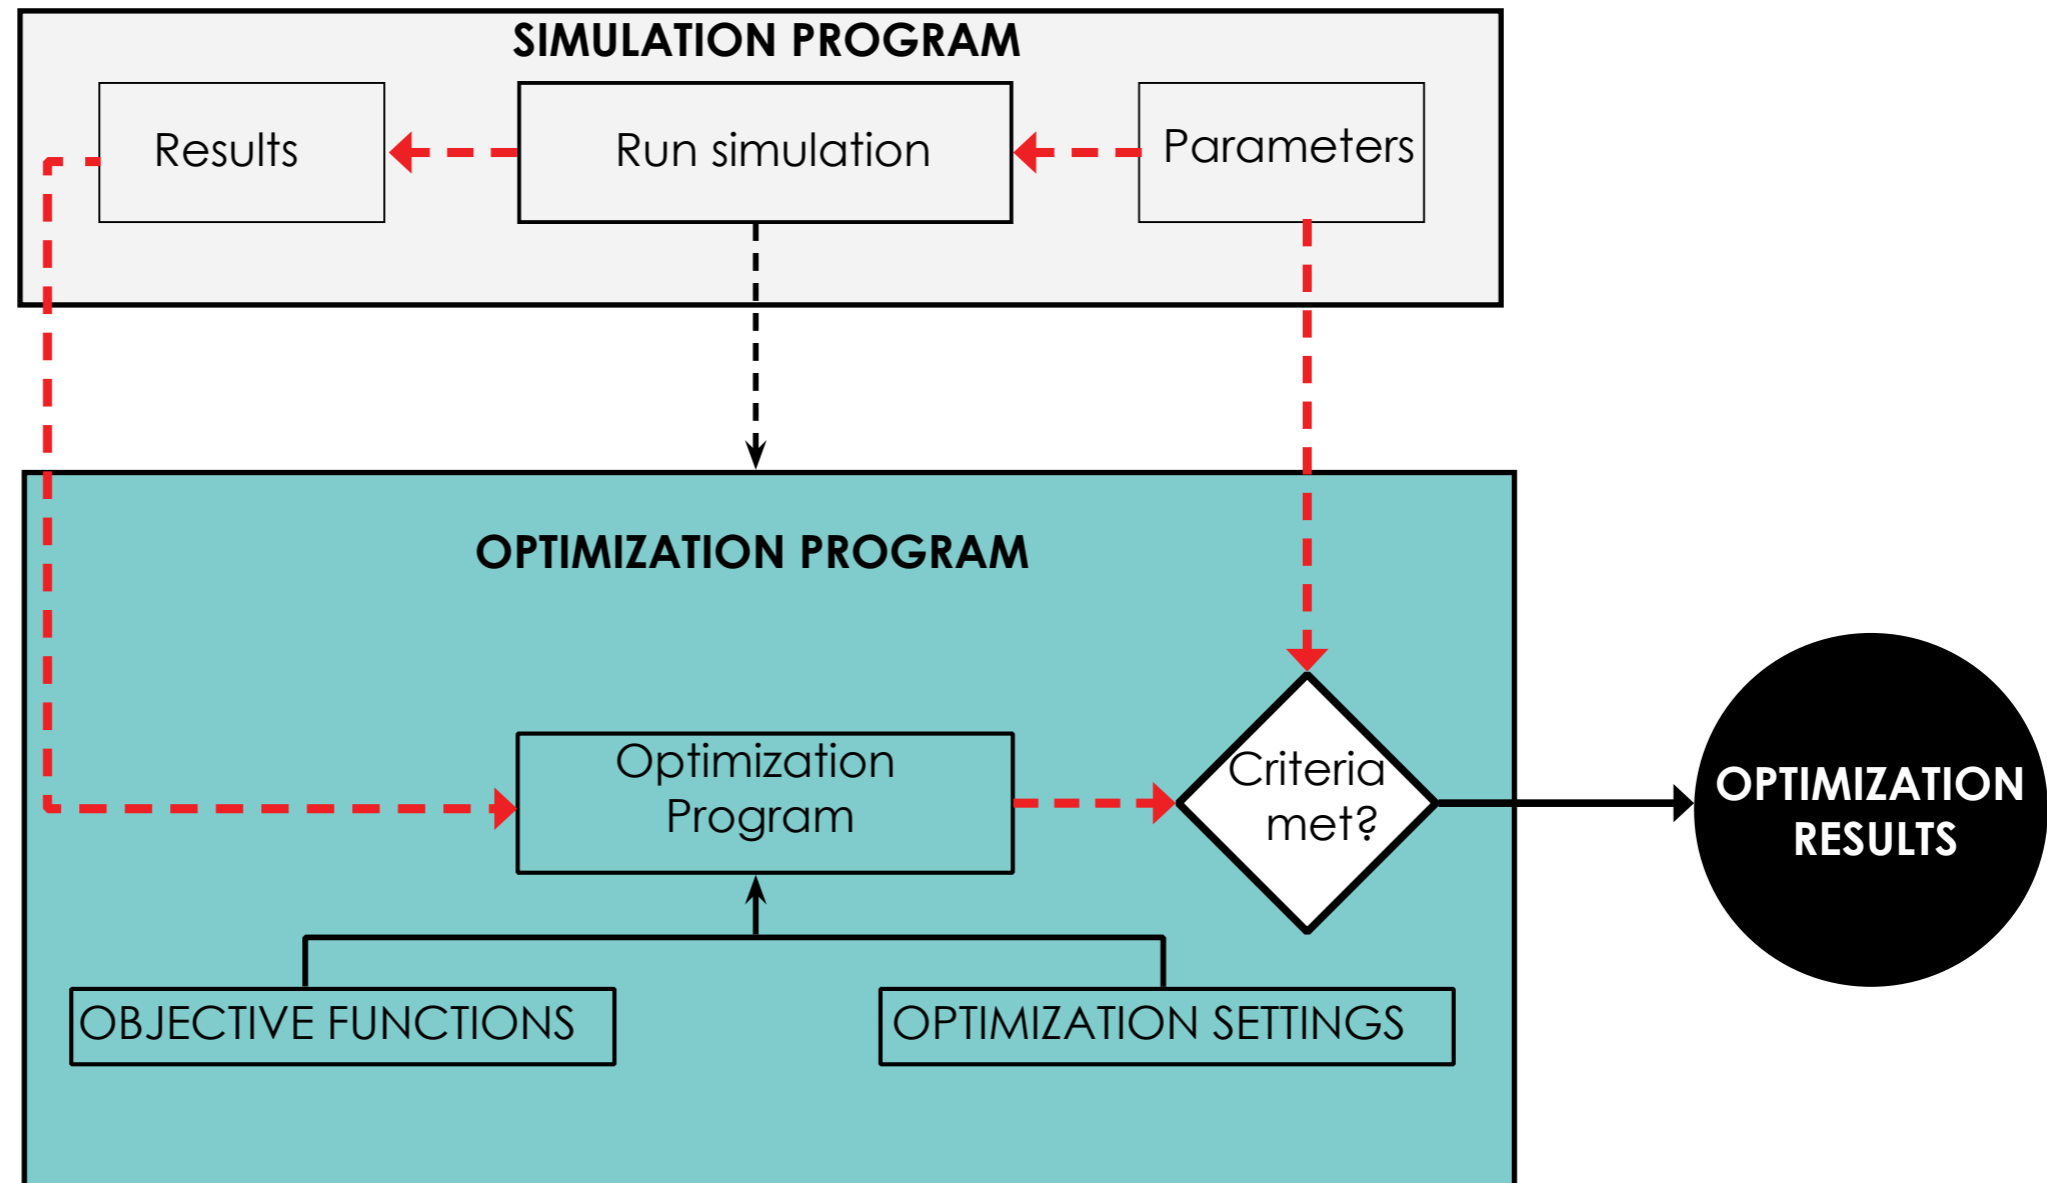 SIMULATION PROGRAM
Results
Run simulation
Parameters
OPTIMIZATION PROGRAM
Optimization
Program
Criteria
met?
OPTIMIZATION
RESULTS
OBJECTIVE FUNCTIONS
OPTIMIZATION SETTINGS